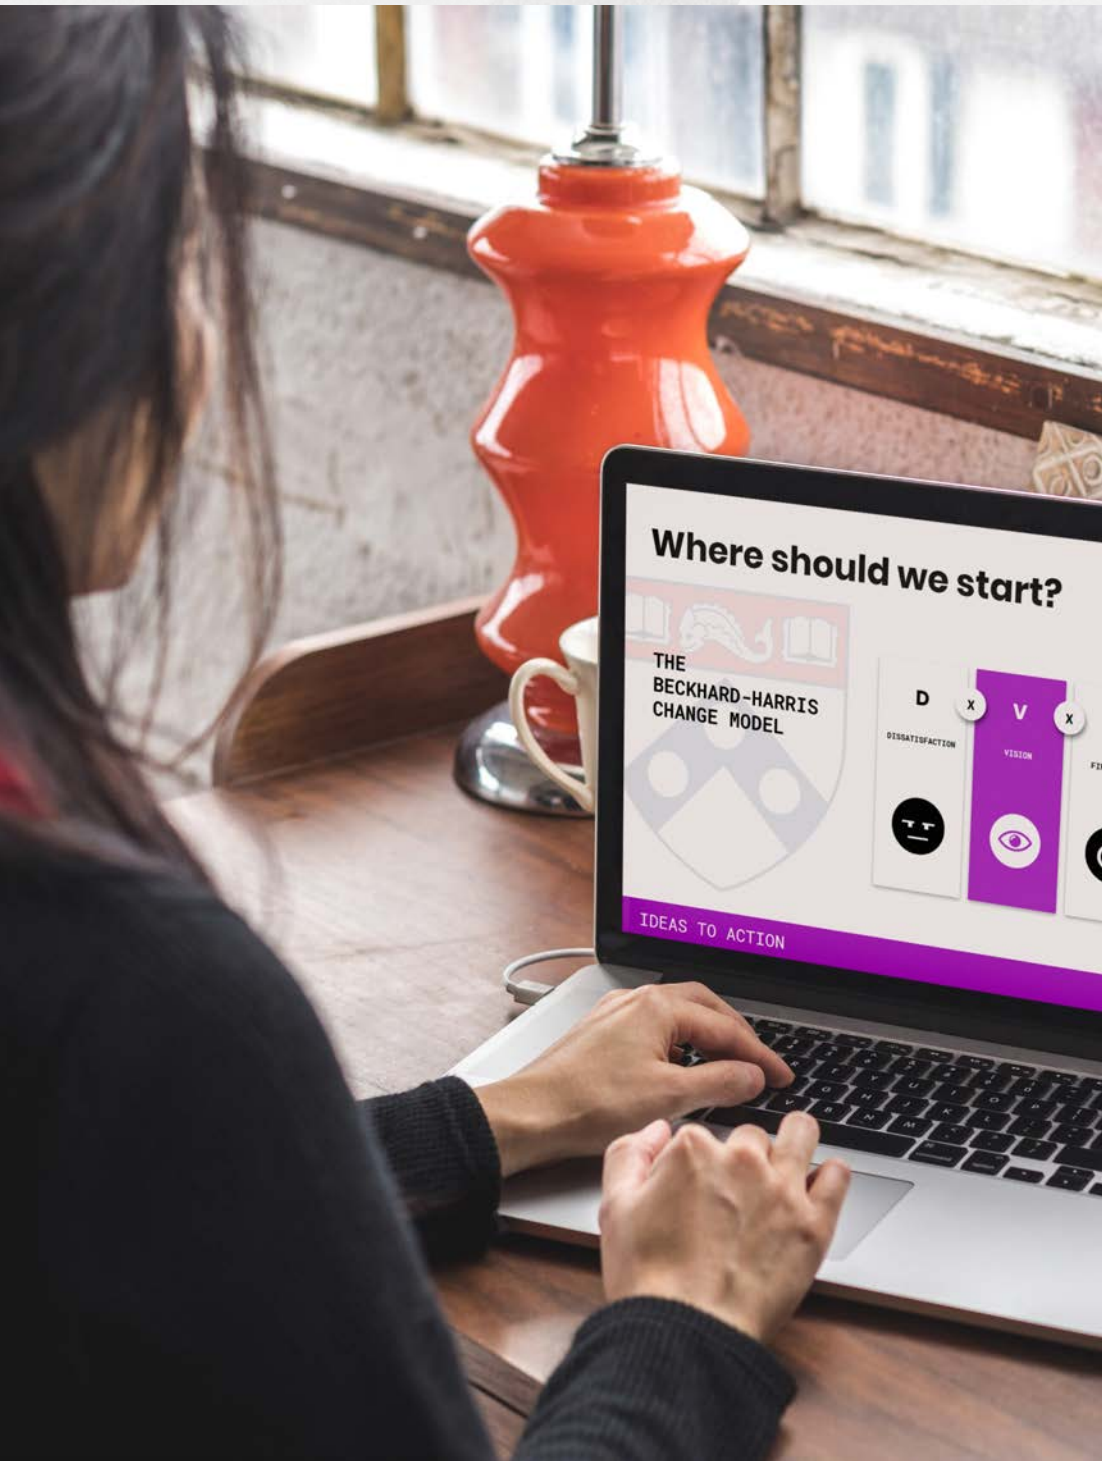 Where should we start?
THE
BECKHARD-HARRIS
CHANGE MODEL
D
X
V
X
DISSATISFACTION
VISION
IDEAS TO ACTION